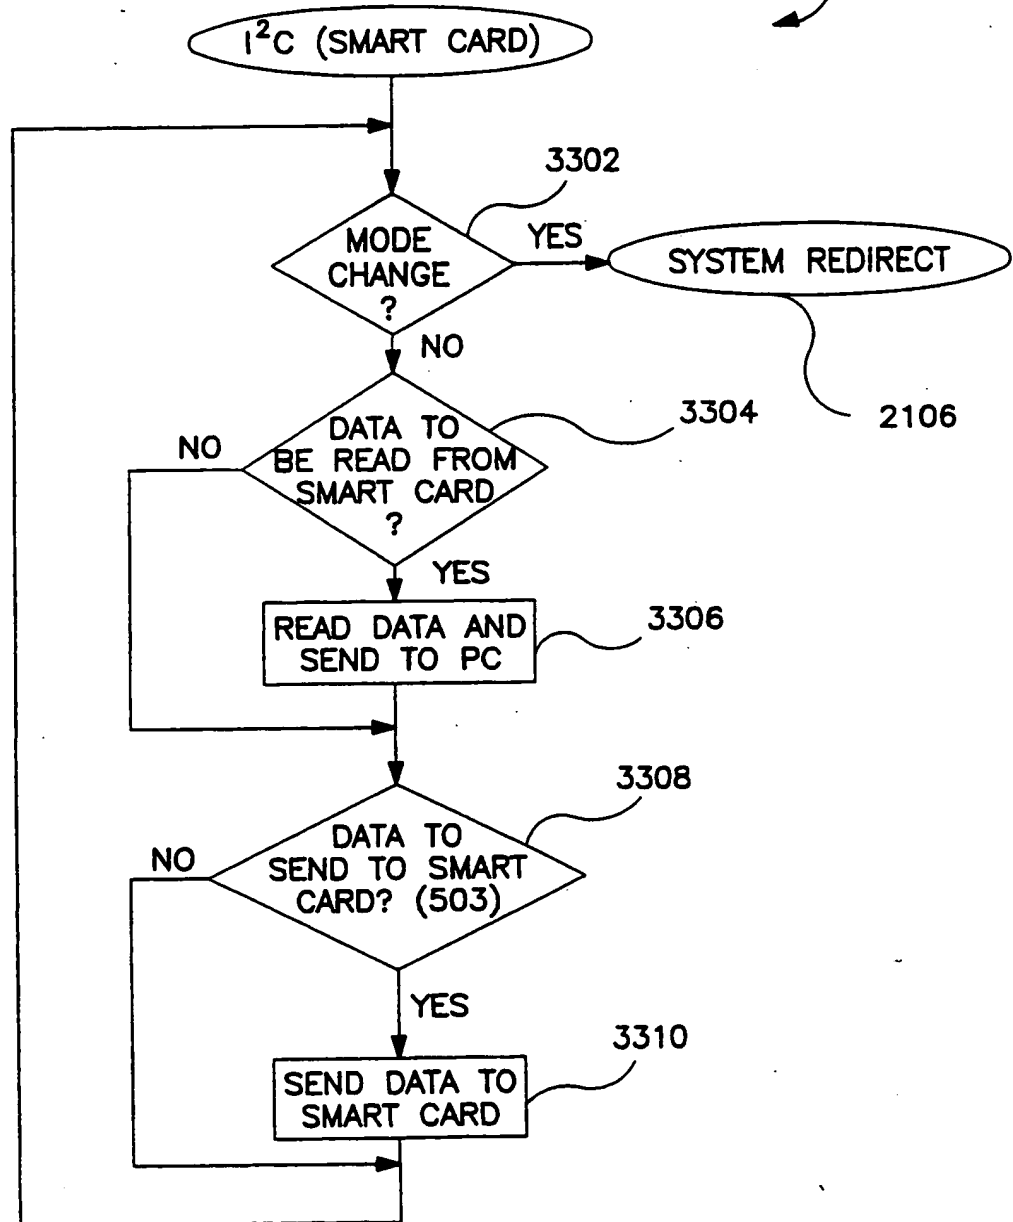 I²C (SMART CARD)
3302
MODE
CHANGE
?
YES
SYSTEM REDIRECT
NO
2106
3304
DATA TO
BE READ FROM
SMART CARD
?
NO
YES
READ DATA AND
SEND TO PC
3306
3308
DATA TO
SEND TO SMART
CARD? (503)
NO
YES
3310
SEND DATA TO
SMART CARD